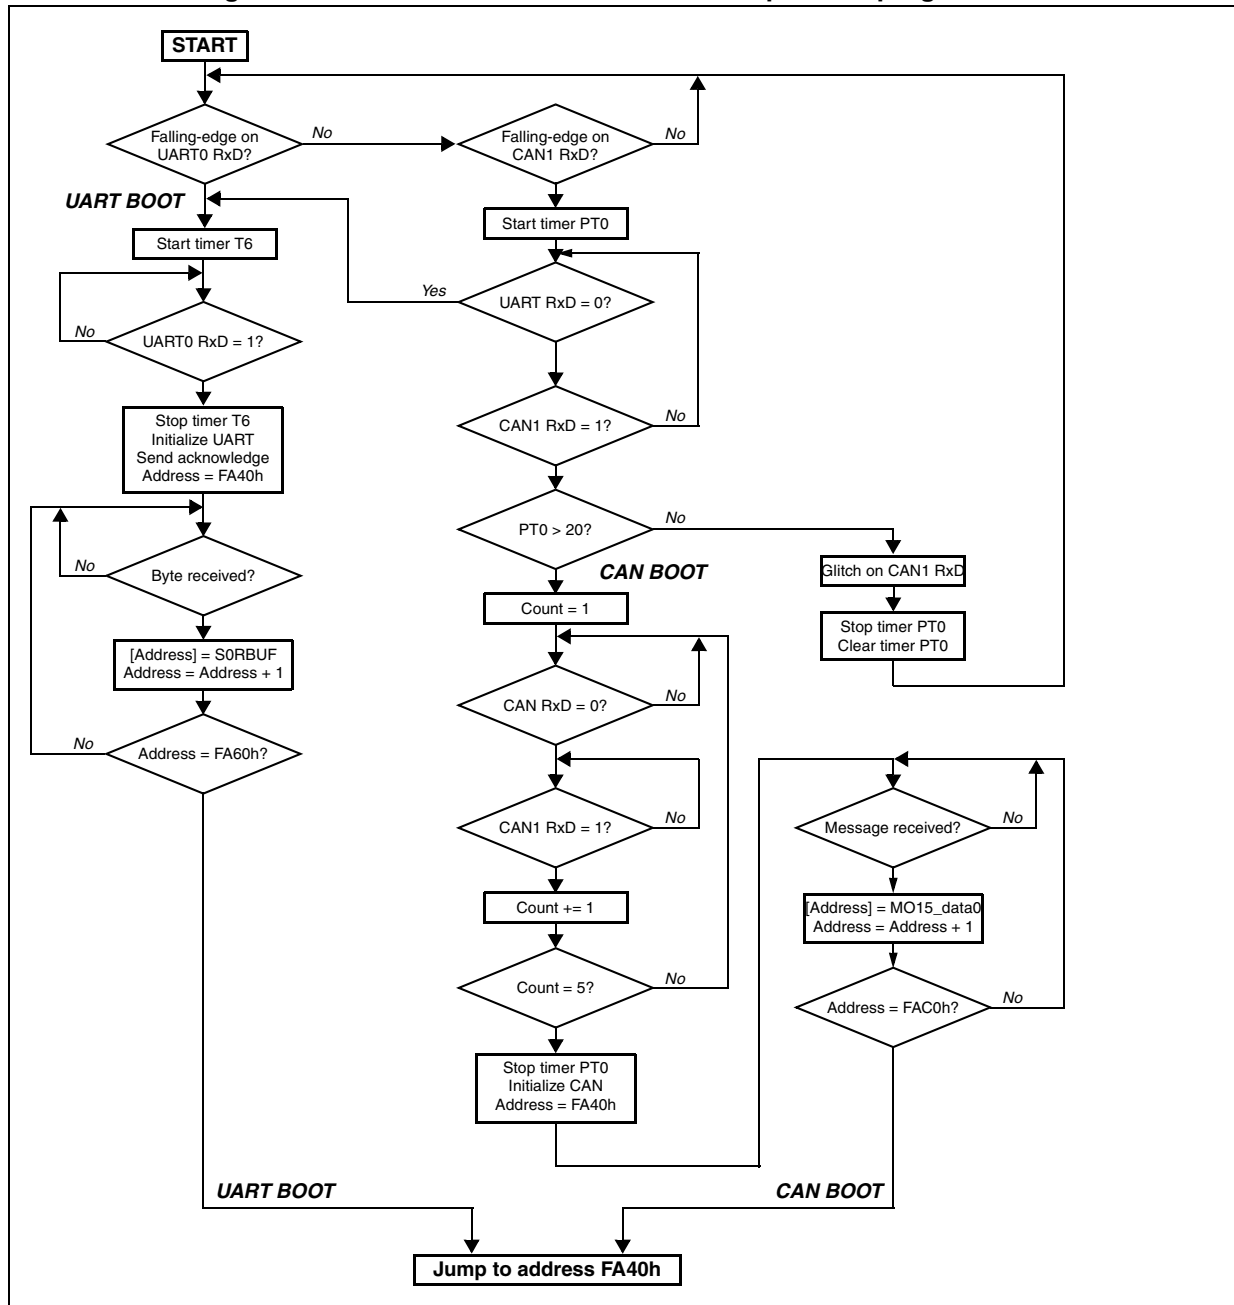 START
Falling-edge on
UART0 RxD?
No
Falling-edge on
CAN1 RxD?
No
UART BOOT
Start timer T6
Start timer PT0
UART RxD = 0?
Yes
UART0 RxD = 1?
No
CAN1 RxD = 1?
No
Stop timer T6
Initialize UART
Send acknowledge
Address = FA40h
PT0 > 20?
No
Byte received?
No
CAN BOOT
Glitch on CAN1 RxD
Count = 1
Stop timer PT0
Clear timer PT0
[Address] = S0RBUF
Address = Address + 1
CAN RxD = 0?
No
Address = FA60h?
No
CAN1 RxD = 1?
No
Message received?
No
Count += 1
[Address] = MO15_data0
Address = Address + 1
Count = 5?
No
Address = FAC0h?
No
Stop timer PT0
Initialize CAN
Address = FA40h
UART BOOT
CAN BOOT
Jump to address FA40h